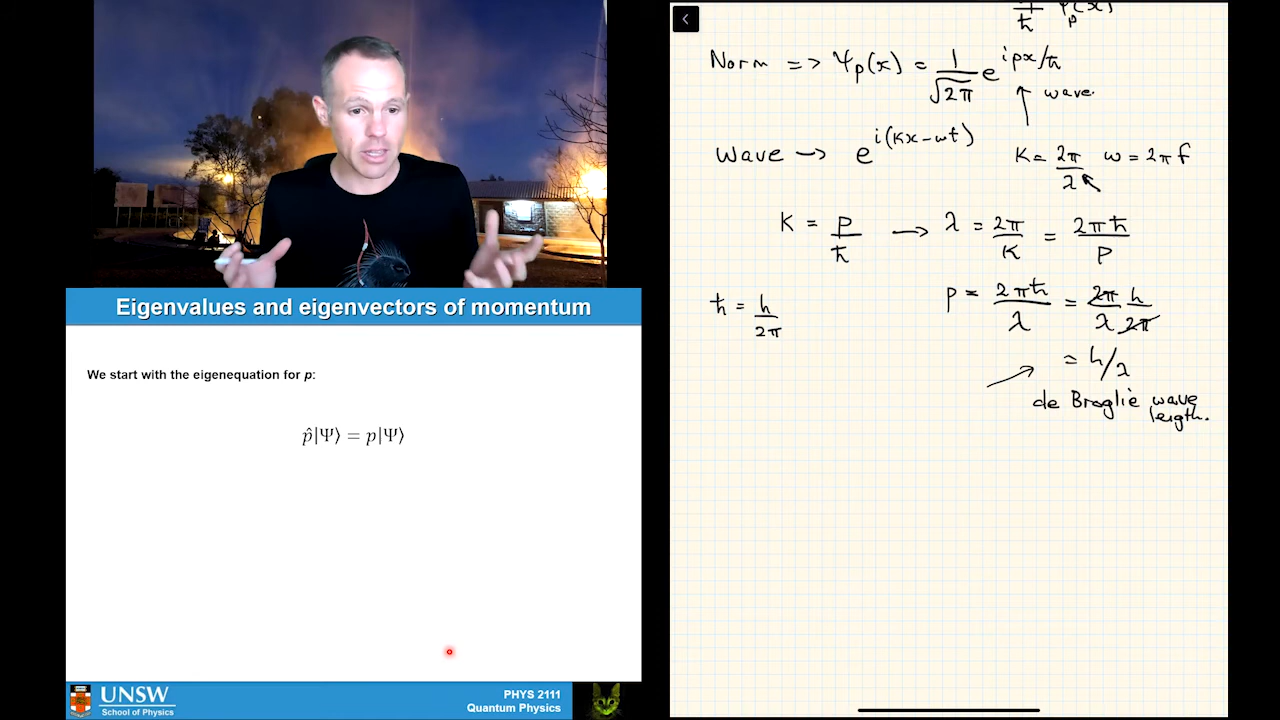 Eigenvalues and eigenvectors of momentum
We start with the eigenequation for p:
p̂|Ψ⟩ = p|Ψ⟩
UNSW
School of Physics
PHYS 2111
Quantum Physics
ħ
Norm => Ψp(x) = 1/√2π e^{ipx/ħ}
wave.
Wave → e^{i(kx-ωt)} k = 2π/λ ω = 2πf
k = p/ħ → λ = 2π/k = 2πħ/p
ħ = h/2π p = 2πħ/λ = 2π/λ h/2π
= h/λ
de Broglie wave
length.